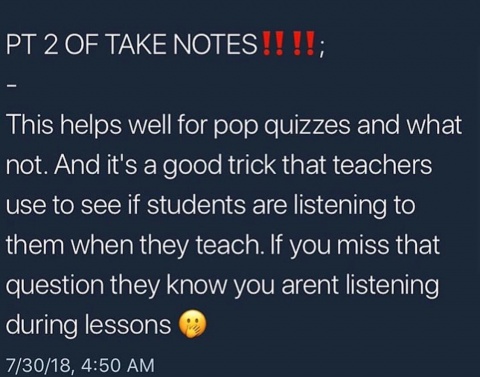 PT 2 OF TAKE NOTES‼️‼️;
-
This helps well for pop quizzes and what
not. And it's a good trick that teachers
use to see if students are listening to
them when they teach. If you miss that
question they know you arent listening
during lessons 🤭
7/30/18, 4:50 AM